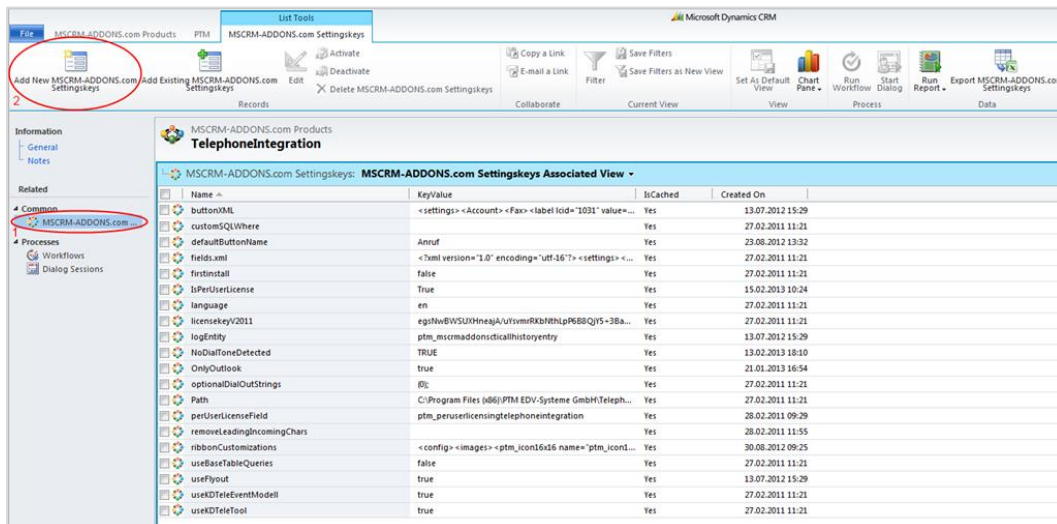 List Tools
Microsoft Dynamics CRM
File MSCRM-ADDONS.com Products PTM MSCRM-ADDONS.com Settingskeys
Add New MSCRM-ADDONS.com Settingskeys
Add Existing MSCRM-ADDONS.com Settingskeys
Edit
Activate
Deactivate
Delete MSCRM-ADDONS.com Settingskeys
Records
Copy a Link
E-mail a Link
Collaborate
Filter
Save Filters
Save Filters as New View
Current View
Set As Default View
Chart Pane
View
Run Workflow
Start Dialog
Process
Run Report
Export MSCRM-ADDONS.co
Settingskeys
Data
2
Information
General
Notes
Related
Common
MSCRM-ADDONS.com ...
1
Processes
Workflows
Dialog Sessions
MSCRM-ADDONS.com Products
TelephoneIntegration
MSCRM-ADDONS.com Settingskeys: MSCRM-ADDONS.com Settingskeys Associated View
Name KeyValue IsCached Created On
buttonXML <settings> <Account> <Fax> <label lcid="1031" value=... Yes 13.07.2012 15:29
customSQLWhere Yes 27.02.2011 11:21
defaultButtonName Anruf Yes 23.08.2012 13:32
fields.xml <?xml version="1.0" encoding="utf-16"?> <settings> <... Yes 27.02.2011 11:21
firstinstall false Yes 27.02.2011 11:21
IsPerUserLicense True Yes 15.02.2013 10:24
language en Yes 27.02.2011 11:21
licensekeyV2011 Yes 27.02.2011 11:21
logEntity ptm_mscrmaddonscticallhistoryentry Yes 13.07.2012 15:29
NoDialToneDetected TRUE Yes 13.02.2013 18:10
OnlyOutlook true Yes 21.01.2013 16:54
optionalDialOutStrings {0}; Yes 27.02.2011 11:21
Path C:\Program Files (x86)\PTM EDV-Systeme GmbH\Teleph... Yes 27.02.2011 11:21
perUserLicenseField ptm_peruserlicensingtelephoneintegration Yes 28.02.2011 09:29
removeLeadingIncomingChars Yes 28.02.2011 11:55
ribbonCustomizations <config> <images> <ptm_icon16x16 name="ptm_icon1... Yes 30.08.2012 09:25
useBaseTableQueries false Yes 27.02.2011 11:21
useFlyout true Yes 13.07.2012 15:29
useKDTeleEventModell true Yes 27.02.2011 11:21
useKDTeleTool true Yes 27.02.2011 11:21